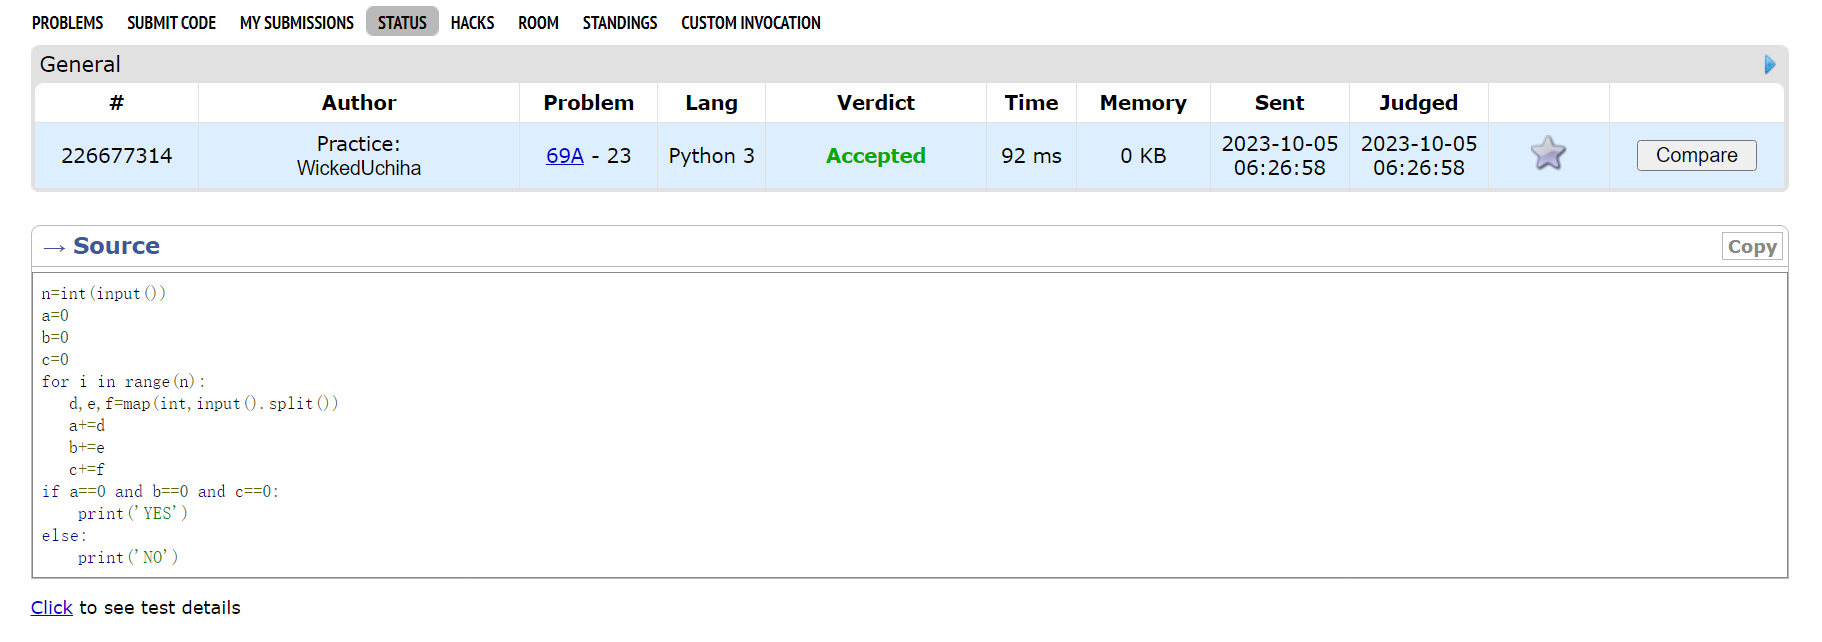 PROBLEMS SUBMIT CODE MY SUBMISSIONS STATUS HACKS ROOM STANDINGS CUSTOM INVOCATION
General
# Author Problem Lang Verdict Time Memory Sent Judged
226677314 Practice: WickedUchiha 69A - 23 Python 3 Accepted 92 ms 0 KB 2023-10-05 06:26:58 2023-10-05 06:26:58 Compare
→ Source Copy
n=int(input())
a=0
b=0
c=0
for i in range(n):
   d,e,f=map(int,input().split())
   a+=d
   b+=e
   c+=f
if a==0 and b==0 and c==0:
    print('YES')
else:
    print('NO')
Click to see test details